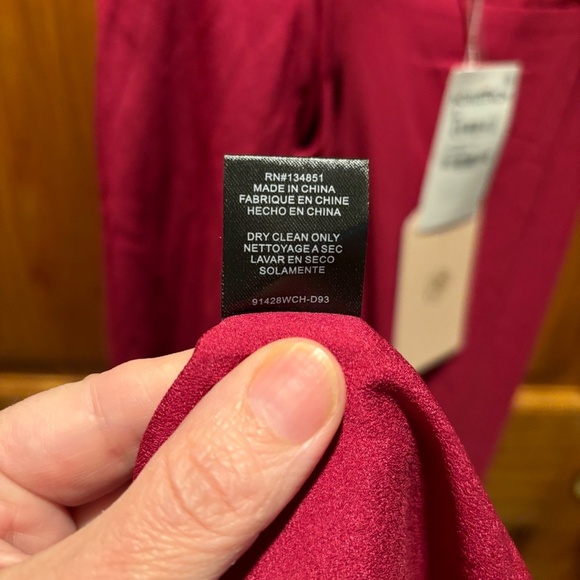 RN#134851
MADE IN CHINA
FABRIQUE EN CHINE
HECHO EN CHINA
DRY CLEAN ONLY
NETTOYAGE A SEC
LAVAR EN SECO
SOLAMENTE
91428WCH-D93